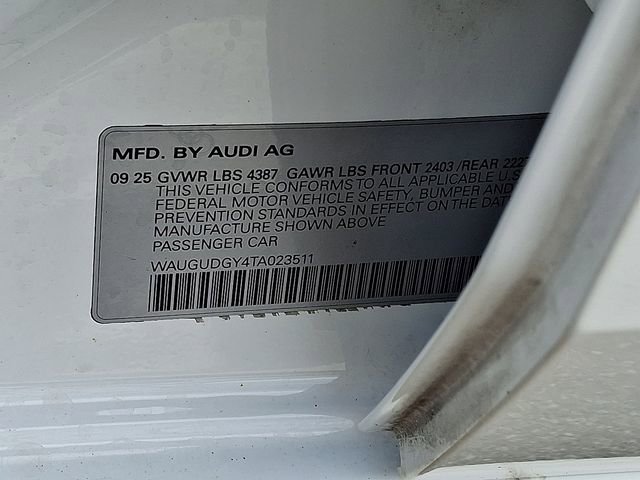 MFD. BY AUDI AG
09 25 GVWR LBS 4387 GAWR LBS FRONT 2403 /REAR 222
THIS VEHICLE CONFORMS TO ALL APPLICABLE U.S
FEDERAL MOTOR VEHICLE SAFETY, BUMPER AND
PREVENTION STANDARDS IN EFFECT ON THE DAT
MANUFACTURE SHOWN ABOVE
PASSENGER CAR
WAUGUDGY4TA023511